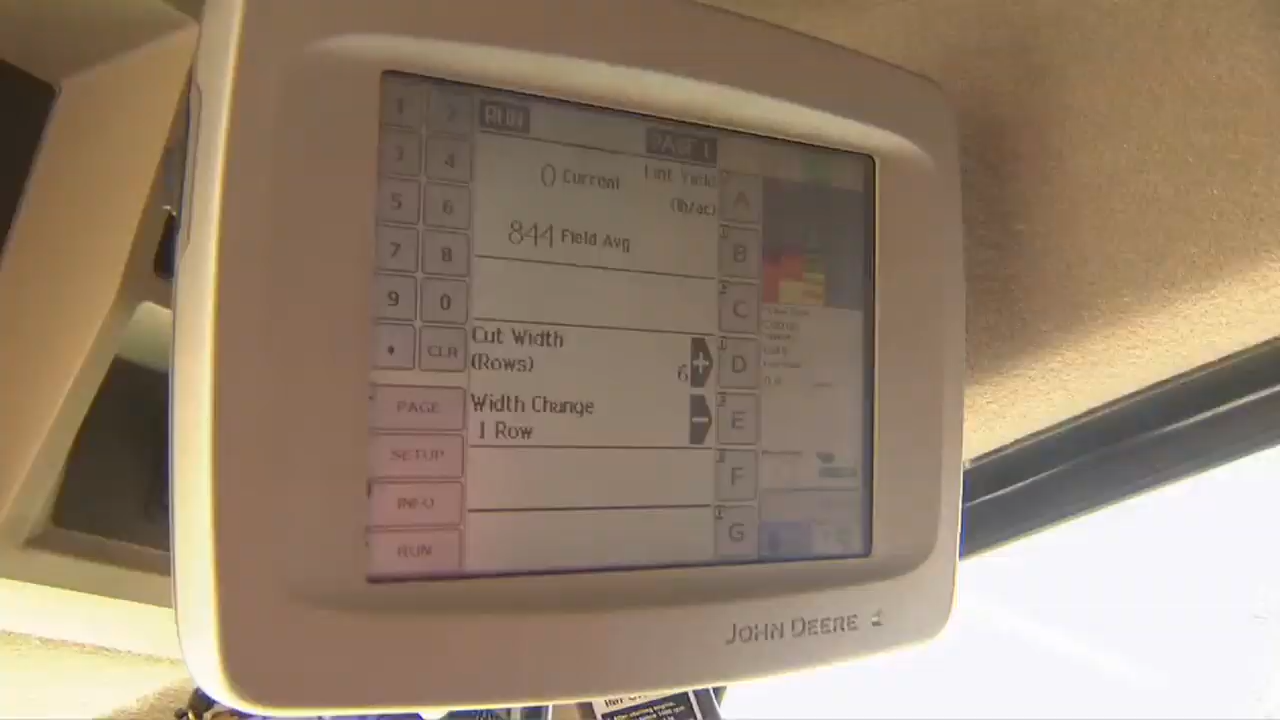 1 2
3 4
5 6
7 8
9 0
CLR
PAGE
SETUP
INFO
RUN
RUN
PAGE 1
0 Current
Lint Yield
(lb/ac)
844 Field Avg
Cut Width
(Rows)
6 +
Width Change
1 Row
−
A
B
C
D
E
F
G
JOHN DEERE